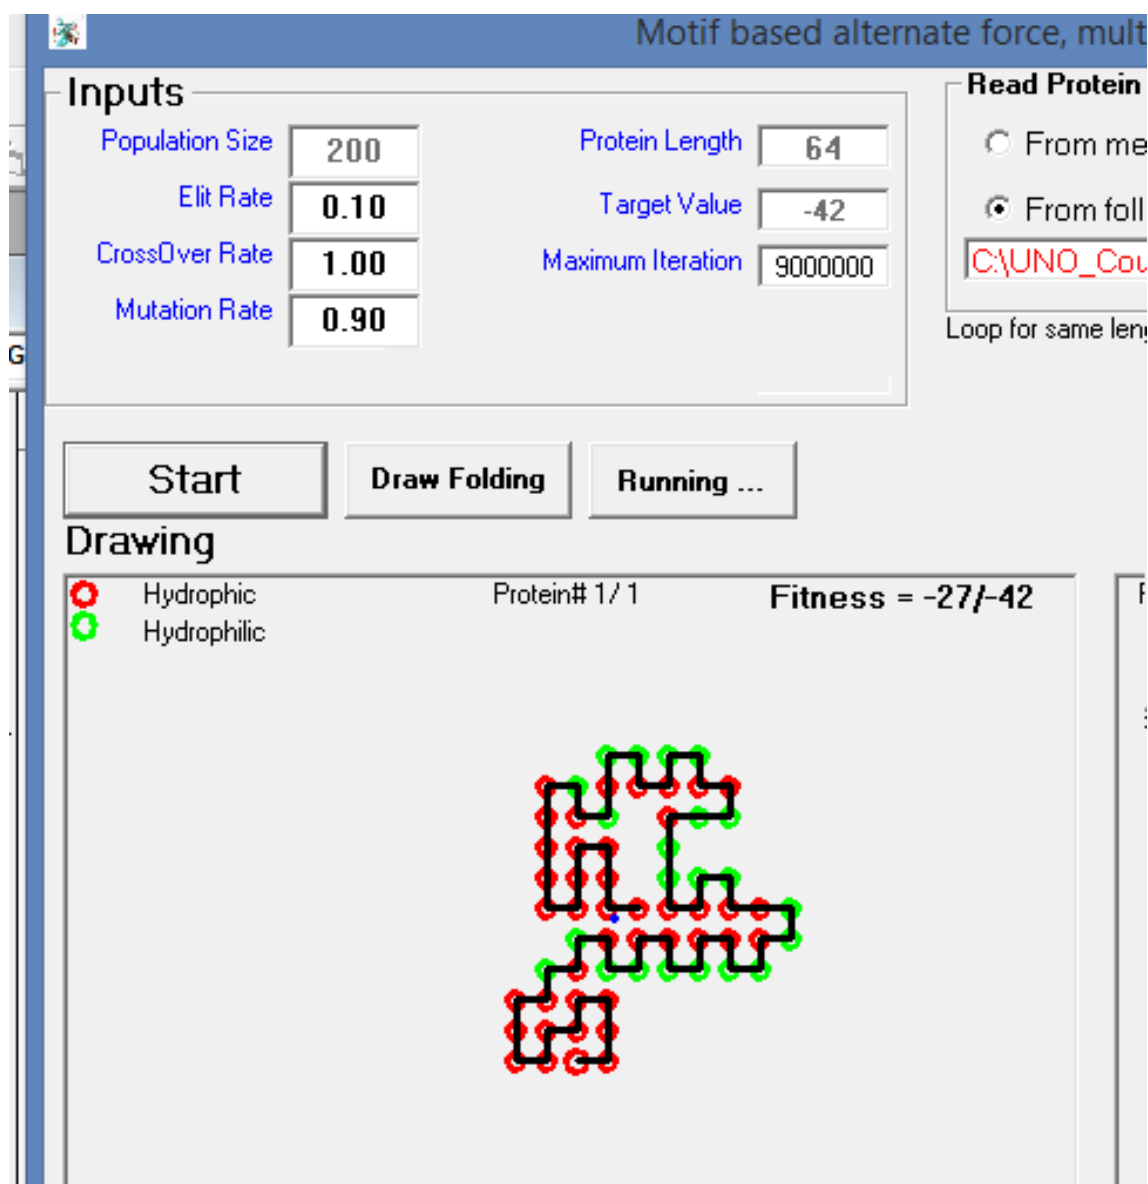 Motif based alternate force, mult
Inputs
Population Size 200
Elit Rate 0.10
CrossOver Rate 1.00
Mutation Rate 0.90
Protein Length 64
Target Value -42
Maximum Iteration 9000000
Read Protein
From me
From foll
C:\UNO_Cou
Loop for same leng
G
Start
Draw Folding
Running ...
Drawing
Hydrophic
Hydrophilic
Protein# 1/ 1
Fitness = -27/-42